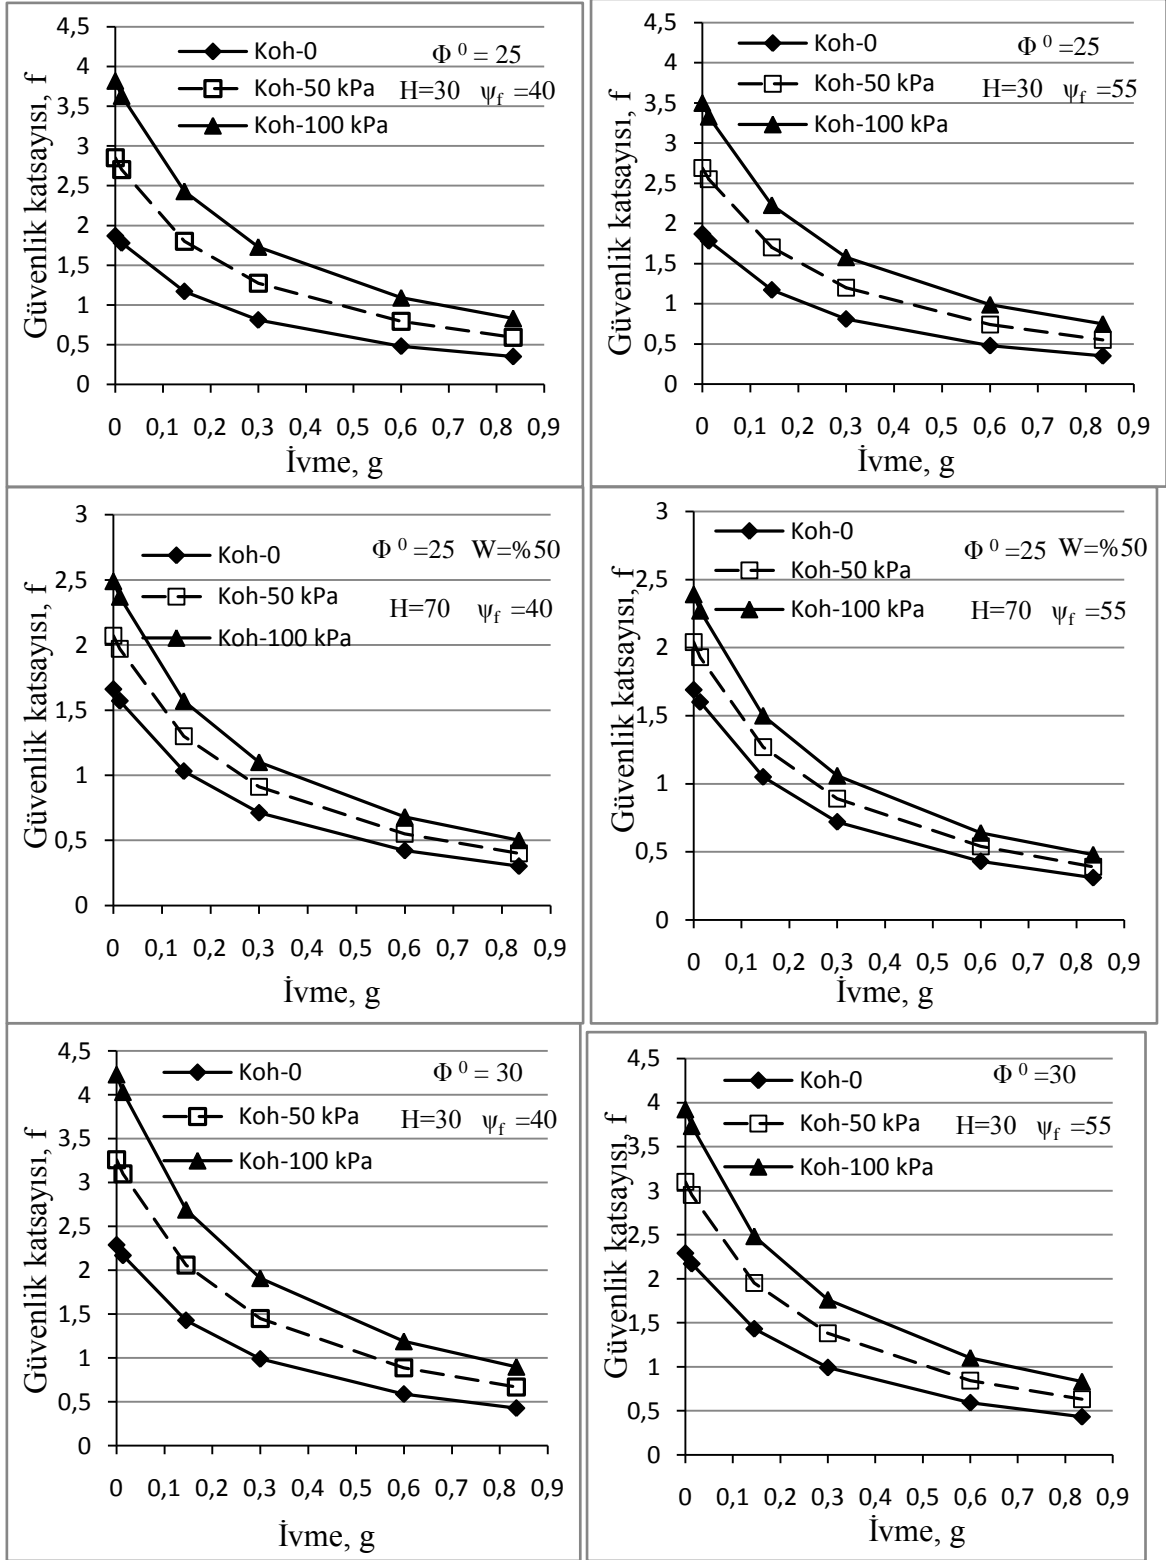 4,5
4
3,5
3
2,5
2
1,5
1
0,5
0
Güvenlik katsayısı, f
Koh-0
Koh-50 kPa
Koh-100 kPa
Φ ⁰ = 25
H=30 ψf =40
0 0,1 0,2 0,3 0,4 0,5 0,6 0,7 0,8 0,9
İvme, g
4,5
4
3,5
3
2,5
2
1,5
1
0,5
0
Güvenlik katsayısı, f
Koh-0
Koh-50 kPa
Koh-100 kPa
Φ ⁰ =25
H=30 ψf =55
0 0,1 0,2 0,3 0,4 0,5 0,6 0,7 0,8 0,9
İvme, g
3
2,5
2
1,5
1
0,5
0
Güvenlik katsayısı, f
Koh-0
Koh-50 kPa
Koh-100 kPa
Φ ⁰ =25 W=%50
H=70 ψf =40
0 0,1 0,2 0,3 0,4 0,5 0,6 0,7 0,8 0,9
İvme, g
3
2,5
2
1,5
1
0,5
0
Güvenlik katsayısı, f
Koh-0
Koh-50 kPa
Koh-100 kPa
Φ ⁰ =25 W=%50
H=70 ψf =55
0 0,1 0,2 0,3 0,4 0,5 0,6 0,7 0,8 0,9
İvme, g
4,5
4
3,5
3
2,5
2
1,5
1
0,5
0
Güvenlik katsayısı, f
Koh-0
Koh-50 kPa
Koh-100 kPa
Φ ⁰ = 30
H=30 ψf =40
0 0,1 0,2 0,3 0,4 0,5 0,6 0,7 0,8 0,9
İvme, g
4,5
4
3,5
3
2,5
2
1,5
1
0,5
0
Güvenlik katsayısı, f
Koh-0
Koh-50 kPa
Koh-100 kPa
Φ ⁰ =30
H=30 ψf =55
0 0,1 0,2 0,3 0,4 0,5 0,6 0,7 0,8 0,9
İvme, g